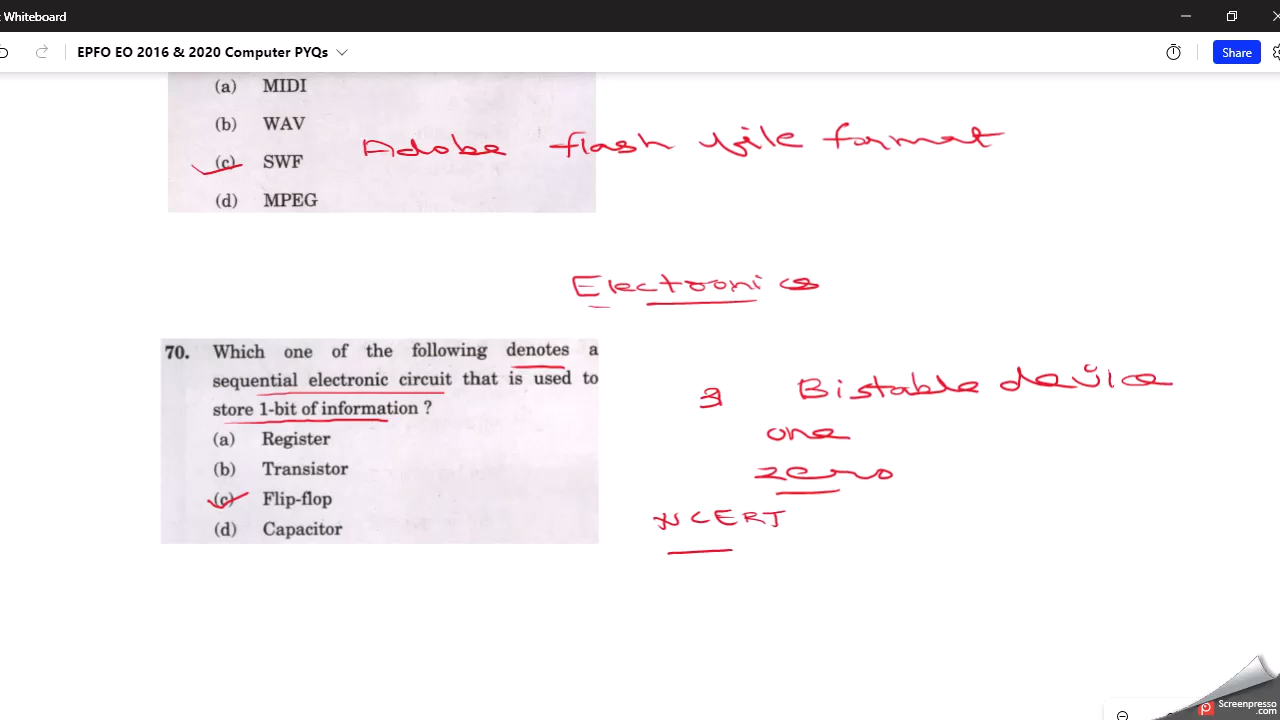 Whiteboard
EPFO EO 2016 & 2020 Computer PYQs
Share
(a) MIDI
(b) WAV
(c) SWF
(d) MPEG
Adobe flash file format
Electronics
70. Which one of the following denotes a
sequential electronic circuit that is used to
store 1-bit of information ?
(a) Register
(b) Transistor
(c) Flip-flop
(d) Capacitor
Bistable device
one
zero
NCERT
Screenpresso
.com